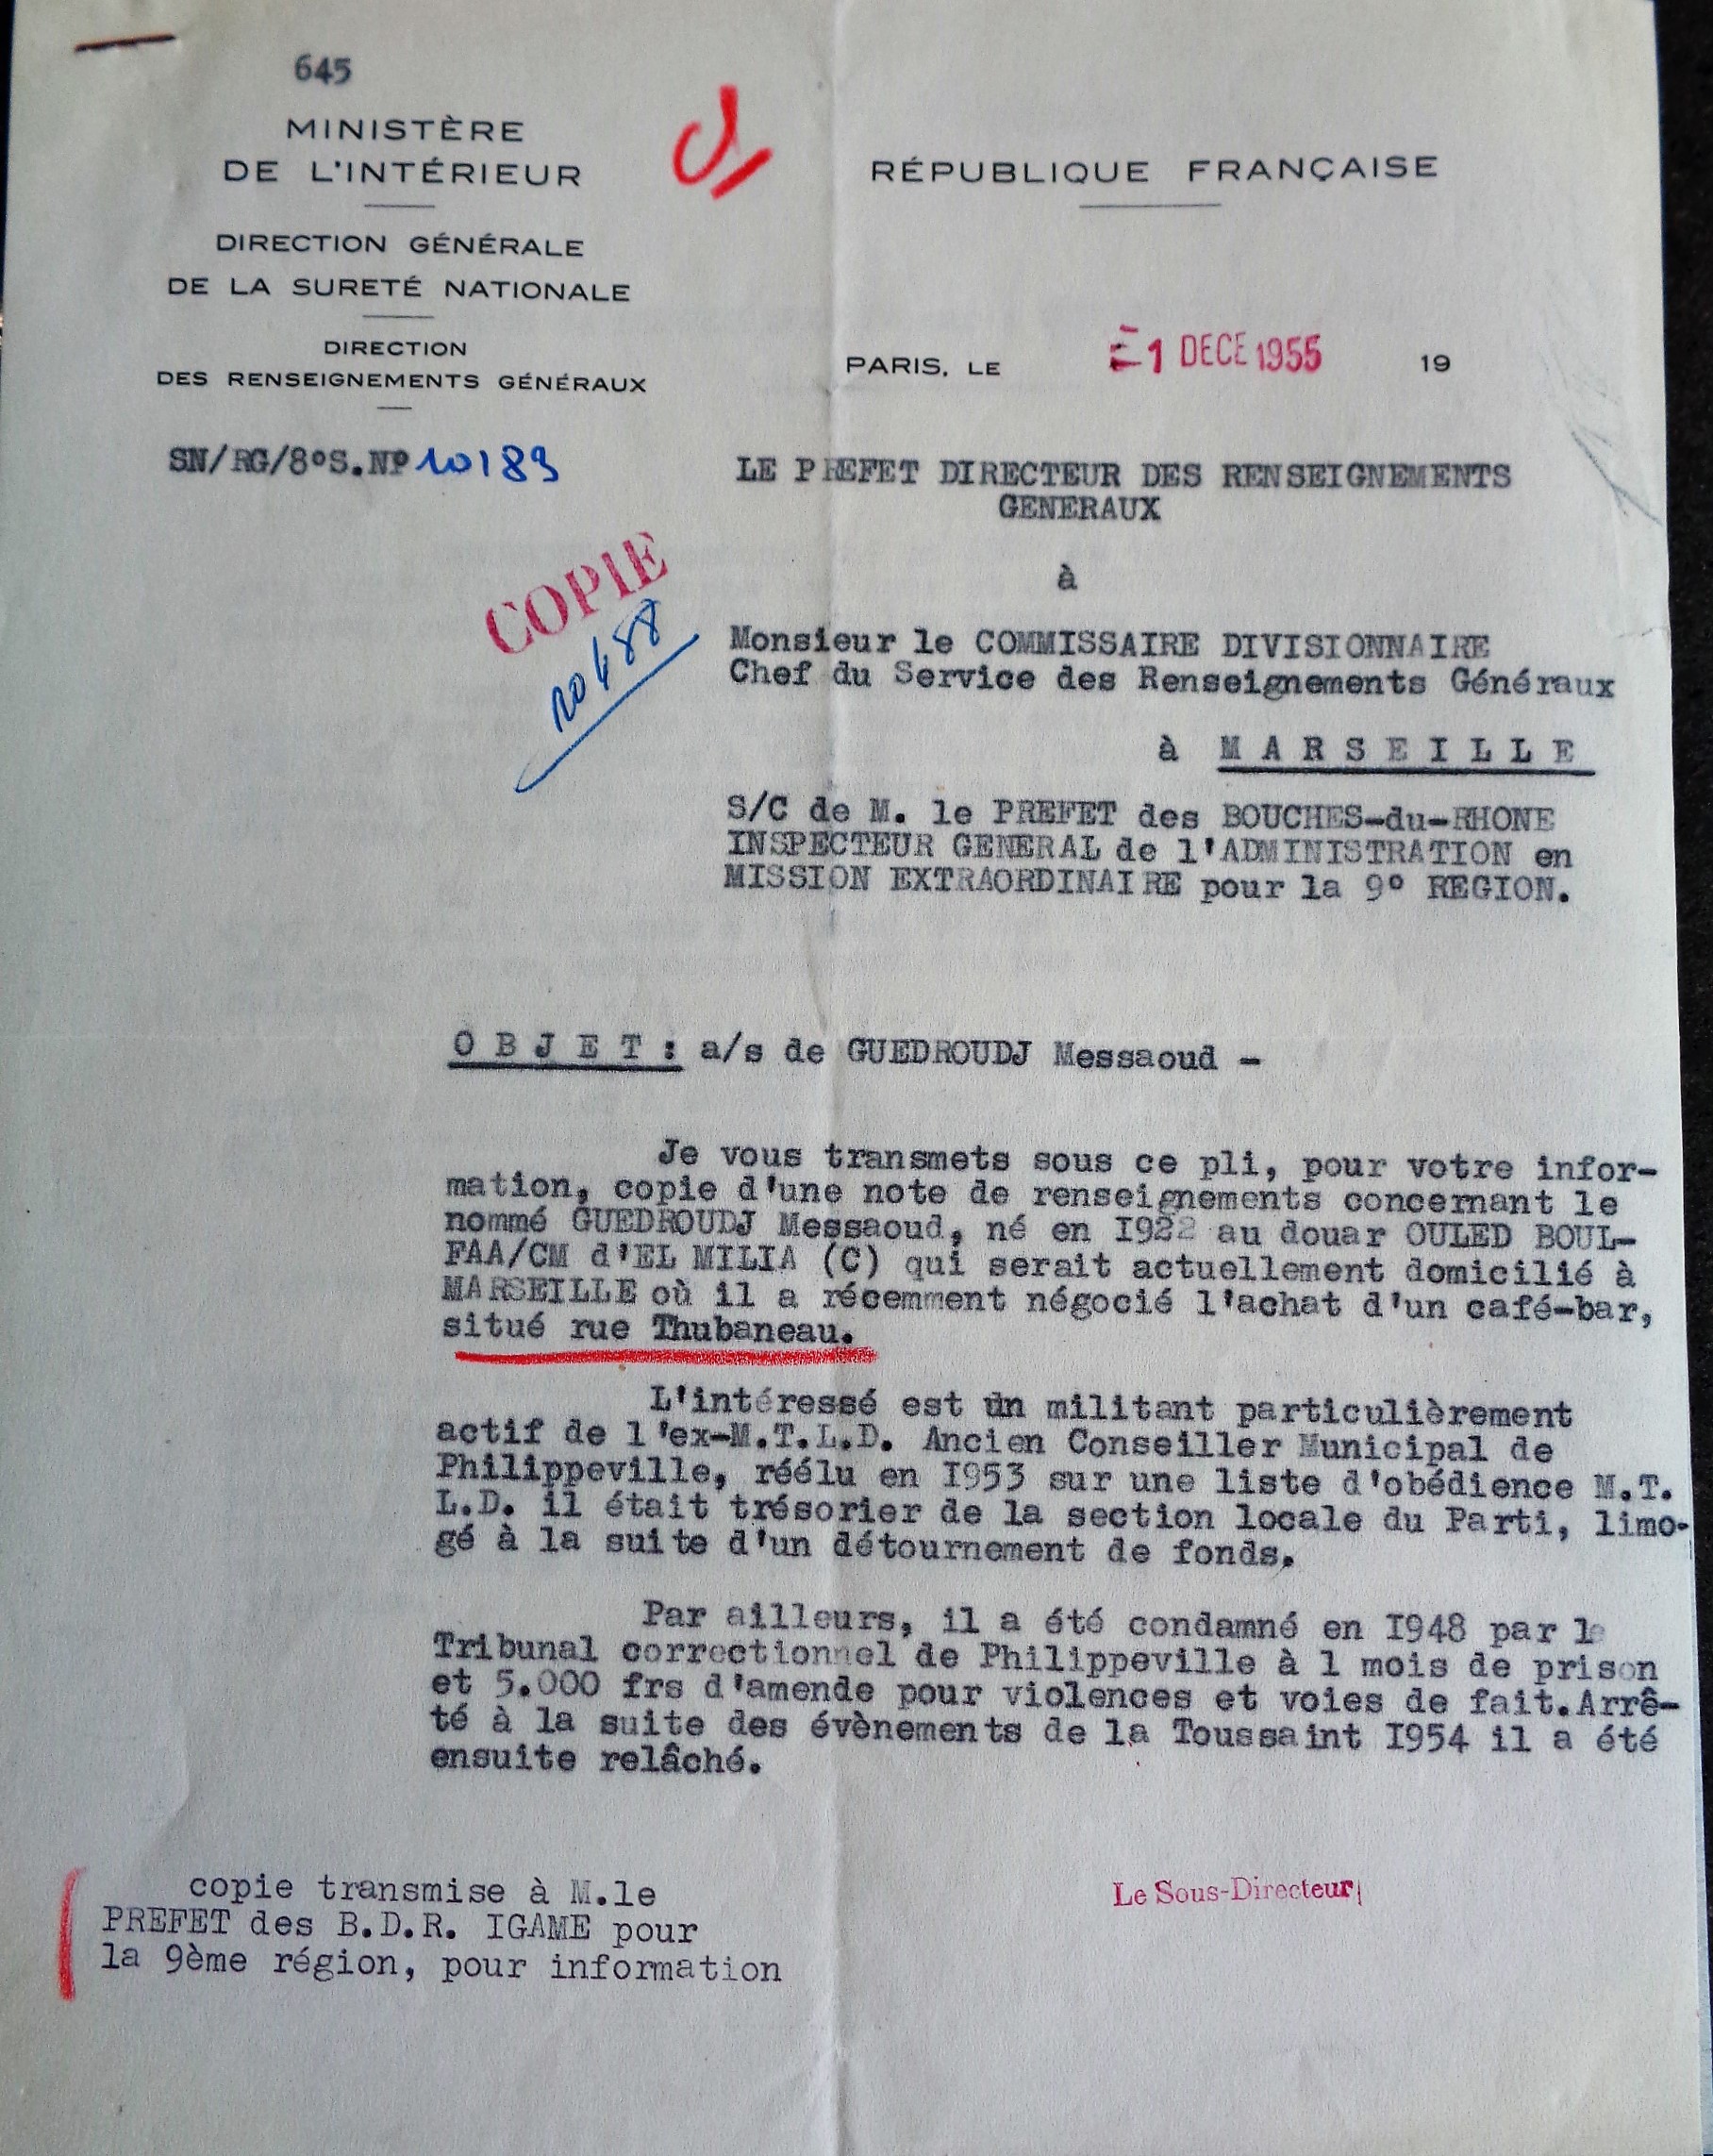 645
MINISTÈRE
DE L'INTÉRIEUR
RÉPUBLIQUE FRANÇAISE
DIRECTION GÉNÉRALE
DE LA SURETÉ NATIONALE
DIRECTION
DES RENSEIGNEMENTS GÉNÉRAUX
PARIS, LE 1 DECE 1955 19
SN/RG/8°S.N° 10189
LE PREFET DIRECTEUR DES RENSEIGNEMENTS
GENERAUX
à
COPIE
10488
Monsieur le COMMISSAIRE DIVISIONNAIRE
Chef du Service des Renseignements Généraux
à MARSEILLE
S/C de M. le PREFET des BOUCHES-du-RHONE
INSPECTEUR GENERAL de l'ADMINISTRATION en
MISSION EXTRAORDINAIRE pour la 9° REGION.
OBJET : a/s de GUEDROUDJ Messaoud -
Je vous transmets sous ce pli, pour votre infor-
mation, copie d'une note de renseignements concernant le
nommé GUEDROUDJ Messaoud, né en 1922 au douar OULED BOUL-
FAA/CM d'EL MILIA (C) qui serait actuellement domicilié à
MARSEILLE où il a récemment négocié l'achat d'un café-bar,
situé rue Thubaneau.
L'intéressé est un militant particulièrement
actif de l'ex-M.T.L.D. Ancien Conseiller Municipal de
Philippeville, réélu en I953 sur une liste d'obédience M.T.
L.D. il était trésorier de la section locale du Parti, limo-
gé à la suite d'un détournement de fonds.
Par ailleurs, il a été condamné en I948 par le
Tribunal correctionnel de Philippeville à 1 mois de prison
et 5.000 frs d'amende pour violences et voies de fait.Arrê-
té à la suite des évènements de la Toussaint I954 il a été
ensuite relâché.
copie transmise à M.le
PREFET des B.D.R. IGAME pour
la 9ème région, pour information
Le Sous-Directeur